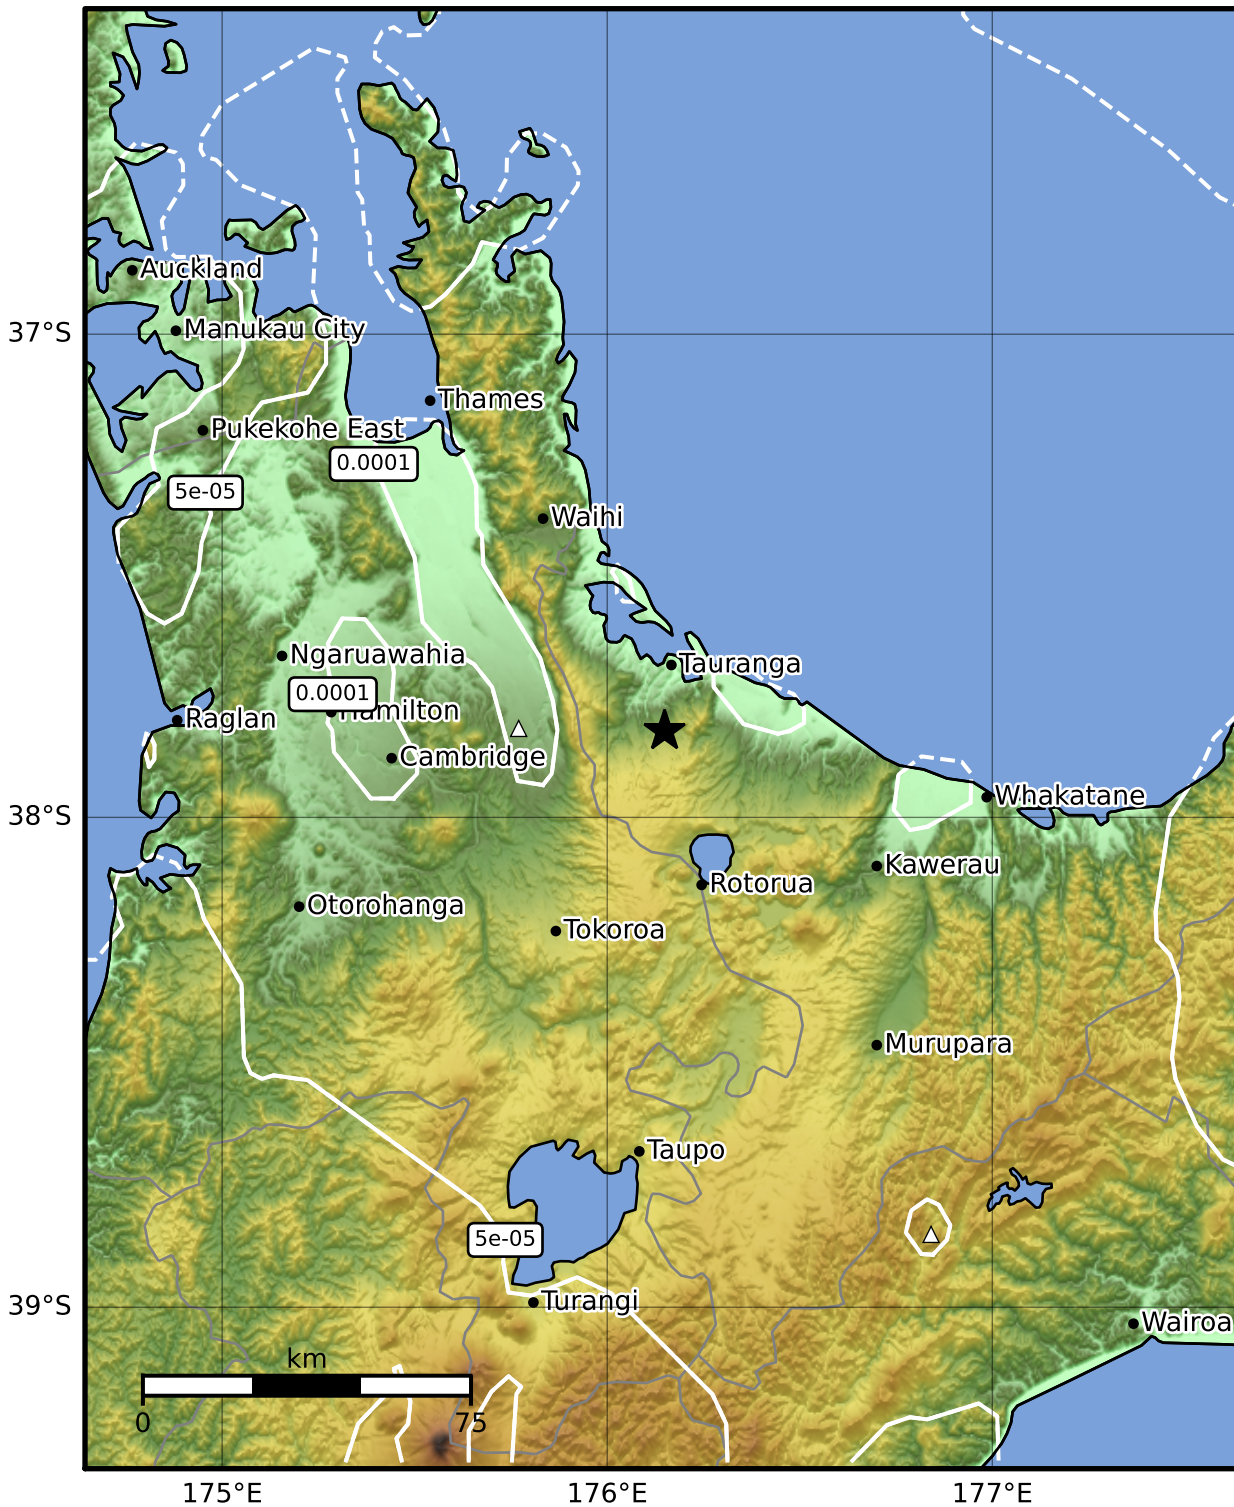 Auckland
37°S
Manukau City
Thames
Pukekohe East
0.0001
5e-05
Waihi
Ngaruawahia
Tauranga
0.0001
Hamilton
Raglan
Cambridge
Whakatane
38°S
Kawerau
Rotorua
Otorohanga
Tokoroa
Murupara
Taupo
5e-05
Turangi
39°S
Wairoa
km
0
75
175°E
176°E
177°E